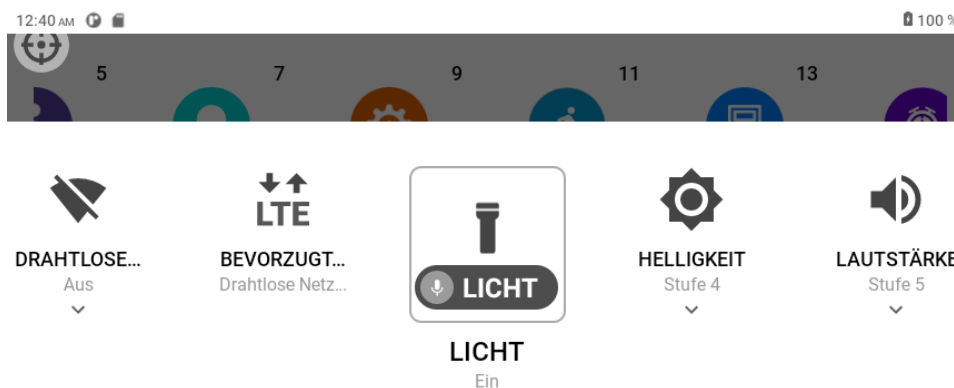 12:40 AM
100 %
5 7 9 11 13
LTE
DRAHTLOSE... BEVORZUGT... LICHT HELLIGKEIT LAUTSTÄRKE
Aus Drahtlose Netz... Stufe 4 Stufe 5
LICHT
Ein